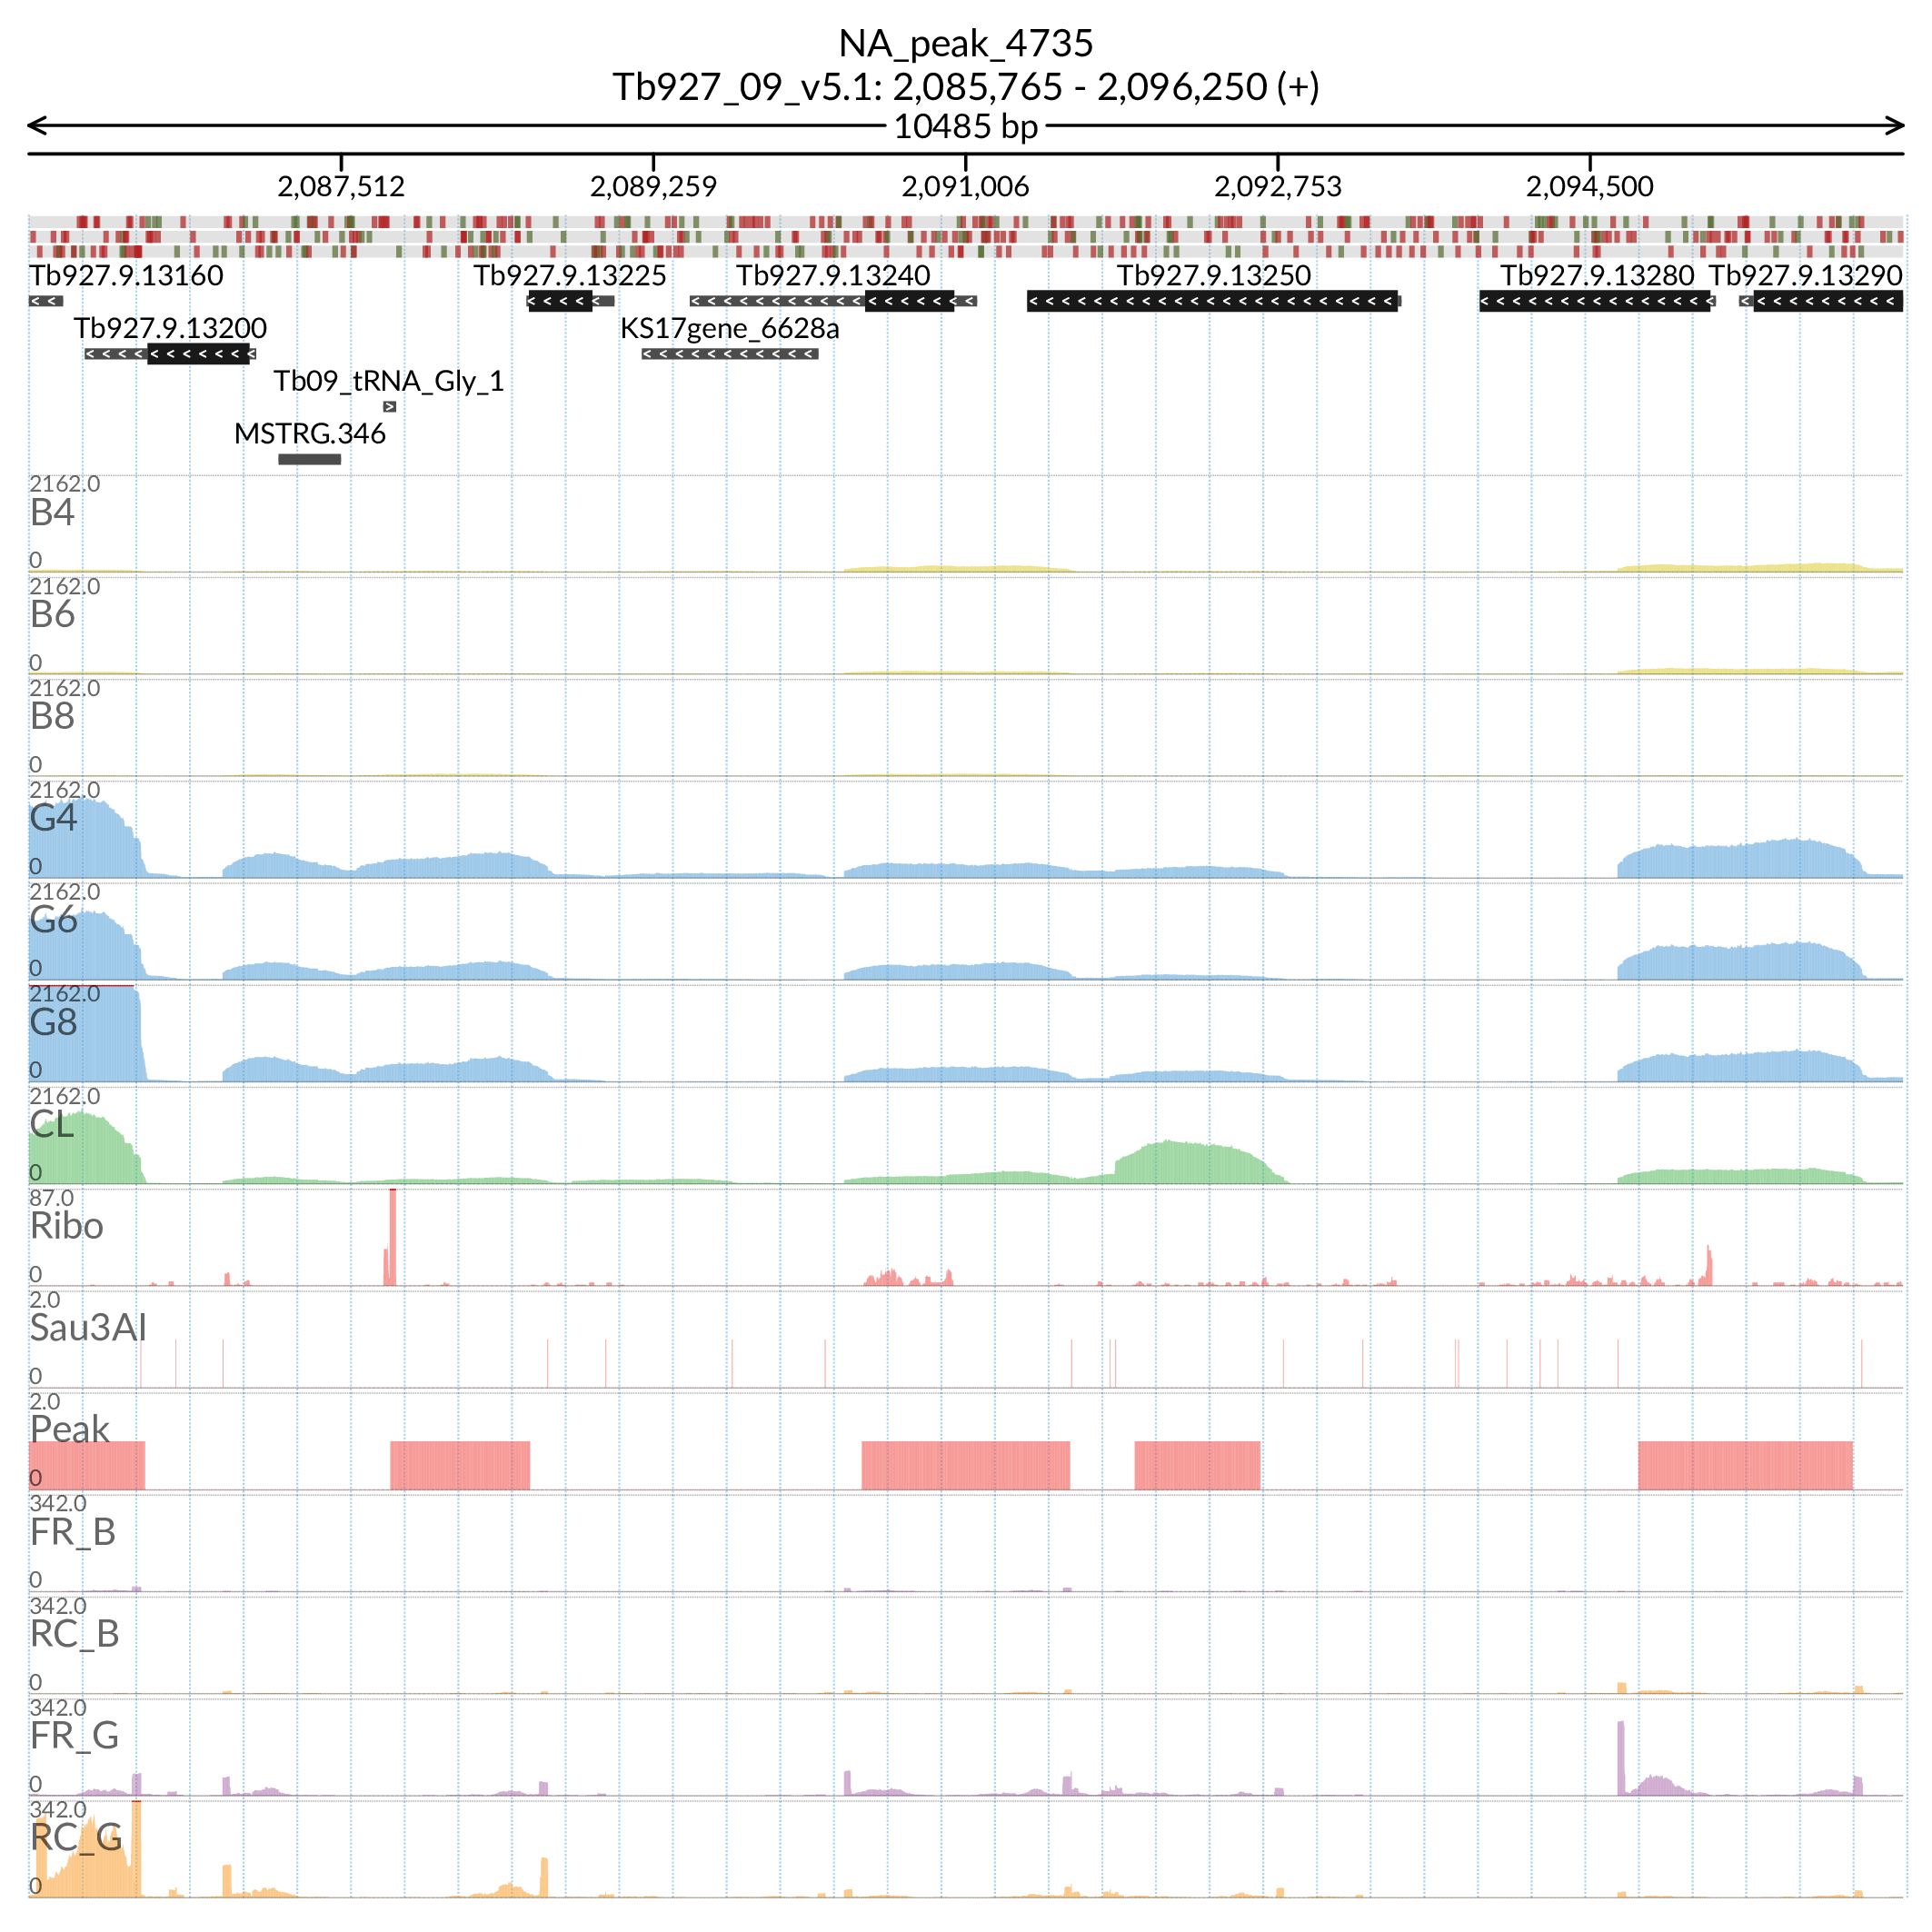 NA_peak_4735
Tb927_09_v5.1: 2,085,765 - 2,096,250 (+)
10485 bp
2,087,512 2,089,259 2,091,006 2,092,753 2,094,500
Tb927.9.13160 Tb927.9.13225 Tb927.9.13240 Tb927.9.13250 Tb927.9.13280 Tb927.9.13290
Tb927.9.13200 KS17gene_6628a
Tb09_tRNA_Gly_1
MSTRG.346
2162.0
B4
0
2162.0
B6
0
2162.0
B8
0
2162.0
G4
0
2162.0
G6
0
2162.0
G8
0
2162.0
CL
0
87.0
Ribo
0
2.0
Sau3AI
0
2.0
Peak
0
342.0
FR_B
0
342.0
RC_B
0
342.0
FR_G
0
342.0
RC_G
0